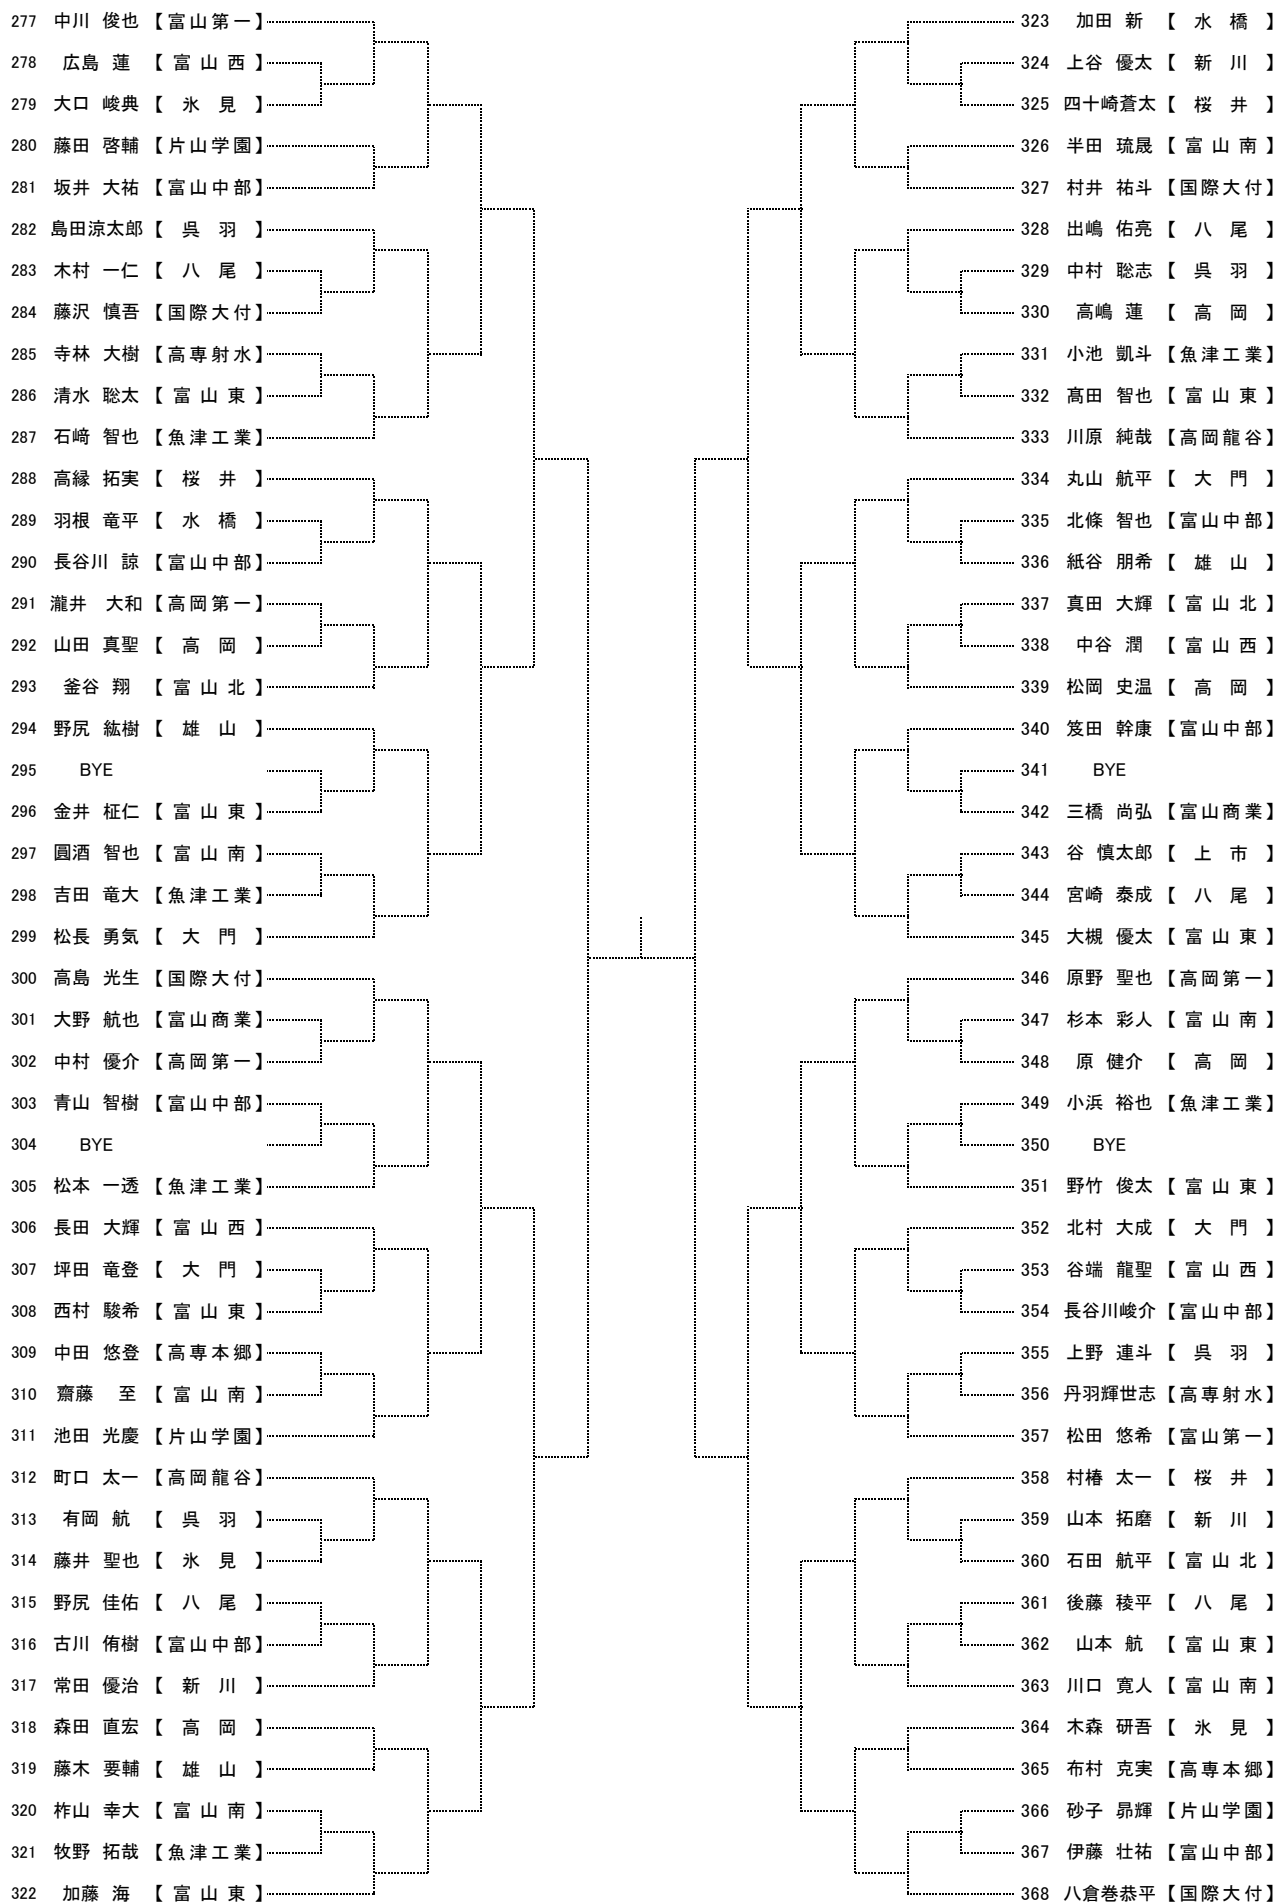 277 中川 俊也 【富山第一】
278 広島 蓮 【富山西】
279 大口 峻典 【氷見】
280 藤田 啓輔 【片山学園】
281 坂井 大祐 【富山中部】
282 島田涼太郎 【呉羽】
283 木村 一仁 【八尾】
284 藤沢 慎吾 【国際大付】
285 寺林 大樹 【高専射水】
286 清水 聡太 【富山東】
287 石﨑 智也 【魚津工業】
288 高縁 拓実 【桜井】
289 羽根 竜平 【水橋】
290 長谷川 諒 【富山中部】
291 瀧井 大和 【高岡第一】
292 山田 真聖 【高岡】
293 釜谷 翔 【富山北】
294 野尻 紘樹 【雄山】
295 BYE
296 金井 柾仁 【富山東】
297 圓酒 智也 【富山南】
298 吉田 竜大 【魚津工業】
299 松長 勇気 【大門】
300 高島 光生 【国際大付】
301 大野 航也 【富山商業】
302 中村 優介 【高岡第一】
303 青山 智樹 【富山中部】
304 BYE
305 松本 一透 【魚津工業】
306 長田 大輝 【富山西】
307 坪田 竜登 【大門】
308 西村 駿希 【富山東】
309 中田 悠登 【高専本郷】
310 齋藤 至 【富山南】
311 池田 光慶 【片山学園】
312 町口 太一 【高岡龍谷】
313 有岡 航 【呉羽】
314 藤井 聖也 【氷見】
315 野尻 佳佑 【八尾】
316 古川 侑樹 【富山中部】
317 常田 優治 【新川】
318 森田 直宏 【高岡】
319 藤木 要輔 【雄山】
320 柞山 幸大 【富山南】
321 牧野 拓哉 【魚津工業】
322 加藤 海 【富山東】
323 加田 新 【水橋】
324 上谷 優太 【新川】
325 四十崎蒼太 【桜井】
326 半田 琉晟 【富山南】
327 村井 祐斗 【国際大付】
328 出嶋 佑亮 【八尾】
329 中村 聡志 【呉羽】
330 高嶋 蓮 【高岡】
331 小池 凱斗 【魚津工業】
332 髙田 智也 【富山東】
333 川原 純哉 【高岡龍谷】
334 丸山 航平 【大門】
335 北條 智也 【富山中部】
336 紙谷 朋希 【雄山】
337 真田 大輝 【富山北】
338 中谷 潤 【富山西】
339 松岡 史温 【高岡】
340 笈田 幹康 【富山中部】
341 BYE
342 三橋 尚弘 【富山商業】
343 谷 慎太郎 【上市】
344 宮崎 泰成 【八尾】
345 大槻 優太 【富山東】
346 原野 聖也 【高岡第一】
347 杉本 彩人 【富山南】
348 原 健介 【高岡】
349 小浜 裕也 【魚津工業】
350 BYE
351 野竹 俊太 【富山東】
352 北村 大成 【大門】
353 谷端 龍聖 【富山西】
354 長谷川峻介 【富山中部】
355 上野 連斗 【呉羽】
356 丹羽輝世志 【高専射水】
357 松田 悠希 【富山第一】
358 村椿 太一 【桜井】
359 山本 拓磨 【新川】
360 石田 航平 【富山北】
361 後藤 稜平 【八尾】
362 山本 航 【富山東】
363 川口 寛人 【富山南】
364 木森 研吾 【氷見】
365 布村 克実 【高専本郷】
366 砂子 昴輝 【片山学園】
367 伊藤 壮祐 【富山中部】
368 八倉巻恭平 【国際大付】